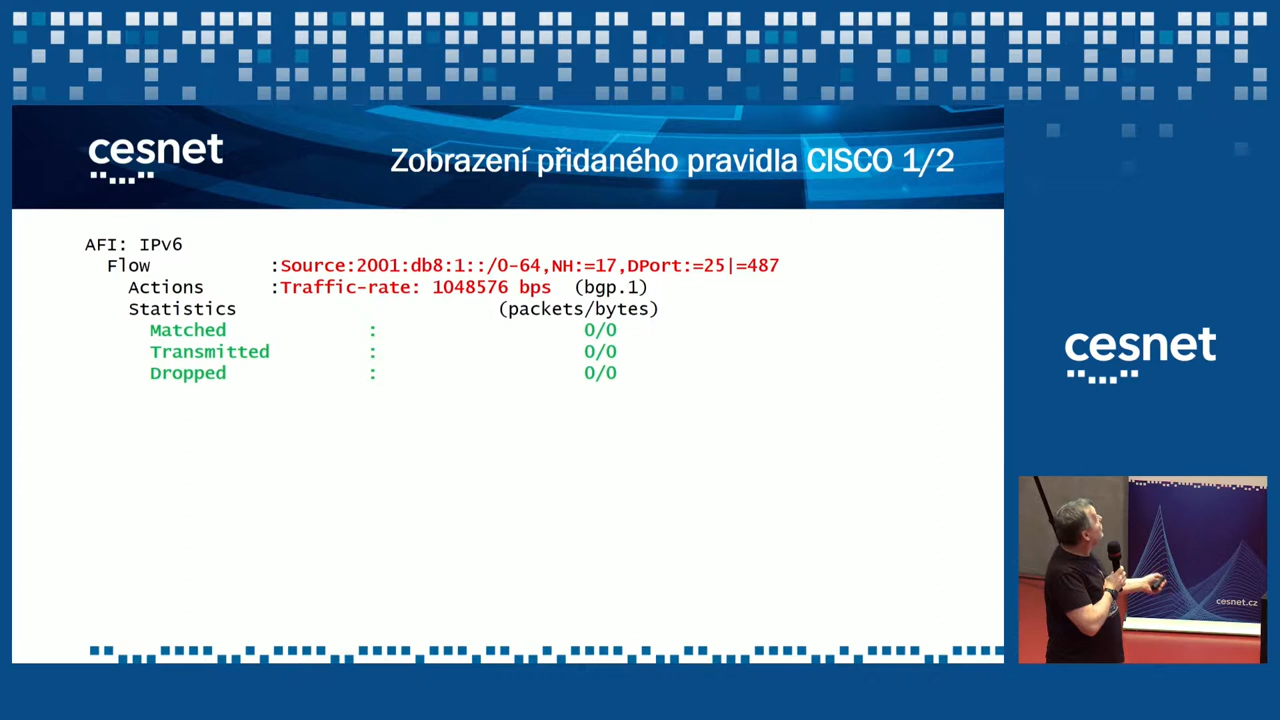 cesnet
Zobrazení přidaného pravidla CISCO 1/2
AFI: IPv6
Flow :Source:2001:db8:1::/0-64,NH:=17,DPort:=25|=487
Actions :Traffic-rate: 1048576 bps (bgp.1)
Statistics (packets/bytes)
Matched : 0/0
Transmitted : 0/0
Dropped : 0/0
cesnet
cesnet.cz